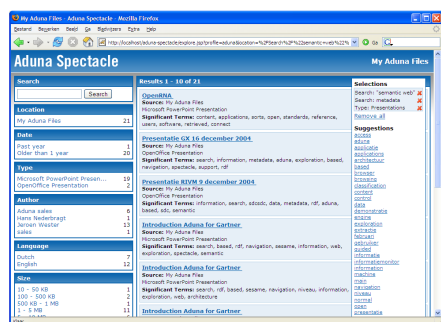 My Aduna Files - Aduna Spectacle - Mozilla Firefox
Bestand Bewerken Beeld Ga Bladwijzers Extra Help
Ga
Aduna Spectacle
My Aduna Files
Search
Search
Location
My Aduna Files 21
Date
Past year 1
Older than 1 year 20
Type
Microsoft PowerPoint Presen... 19
OpenOffice Presentation 2
Author
Aduna sales 6
Hans Nederbragt 1
Jeroen Wester 13
sales 1
Language
Dutch 7
English 12
Size
10 - 50 KB 1
100 - 500 KB 2
500 KB - 1 MB 1
1 - 5 MB 11
Results 1 - 10 of 21
OpenRNA
Source: My Aduna Files
Microsoft PowerPoint Presentation
Significant Terms: content, applications, sorts, open, standards, reference,
users, software, retrieved, connect
Presentatie GX 16 december 2004
Source: My Aduna Files
OpenOffice Presentation
Significant Terms: search, information, metadata, aduna, exploration, based,
navigation, spectacle, support, rdf
Presentatie RIVM 9 december 2004
Source: My Aduna Files
OpenOffice Presentation
Significant Terms: information, search, sdcsdc, data, metadata, rdf, aduna,
based, sdc, semantic
Introduction Aduna for Gartner
Source: My Aduna Files
Microsoft PowerPoint Presentation
Significant Terms: search, based, rdf, navigation, sesame, information, web,
exploration, spectacle, semantic
Introduction Aduna for Gartner
Source: My Aduna Files
Microsoft PowerPoint Presentation
Significant Terms: search, rdf, based, sesame, navigation, niveau, information,
exploration, web, architecture
Introduction Aduna for Gartner
Selections
Search: "semantic web"
Search: metadata
Type: Presentations
Remove all
Suggestions
access
aduna
applicatie
applications
architectuur
based
browser
browsing
classification
content
control
data
demonstratie
engine
exploration
extractie
februari
gebruiker
guided
informatie
informatiemonitor
information
machine
main
navigation
niveau
normal
open
presentatie